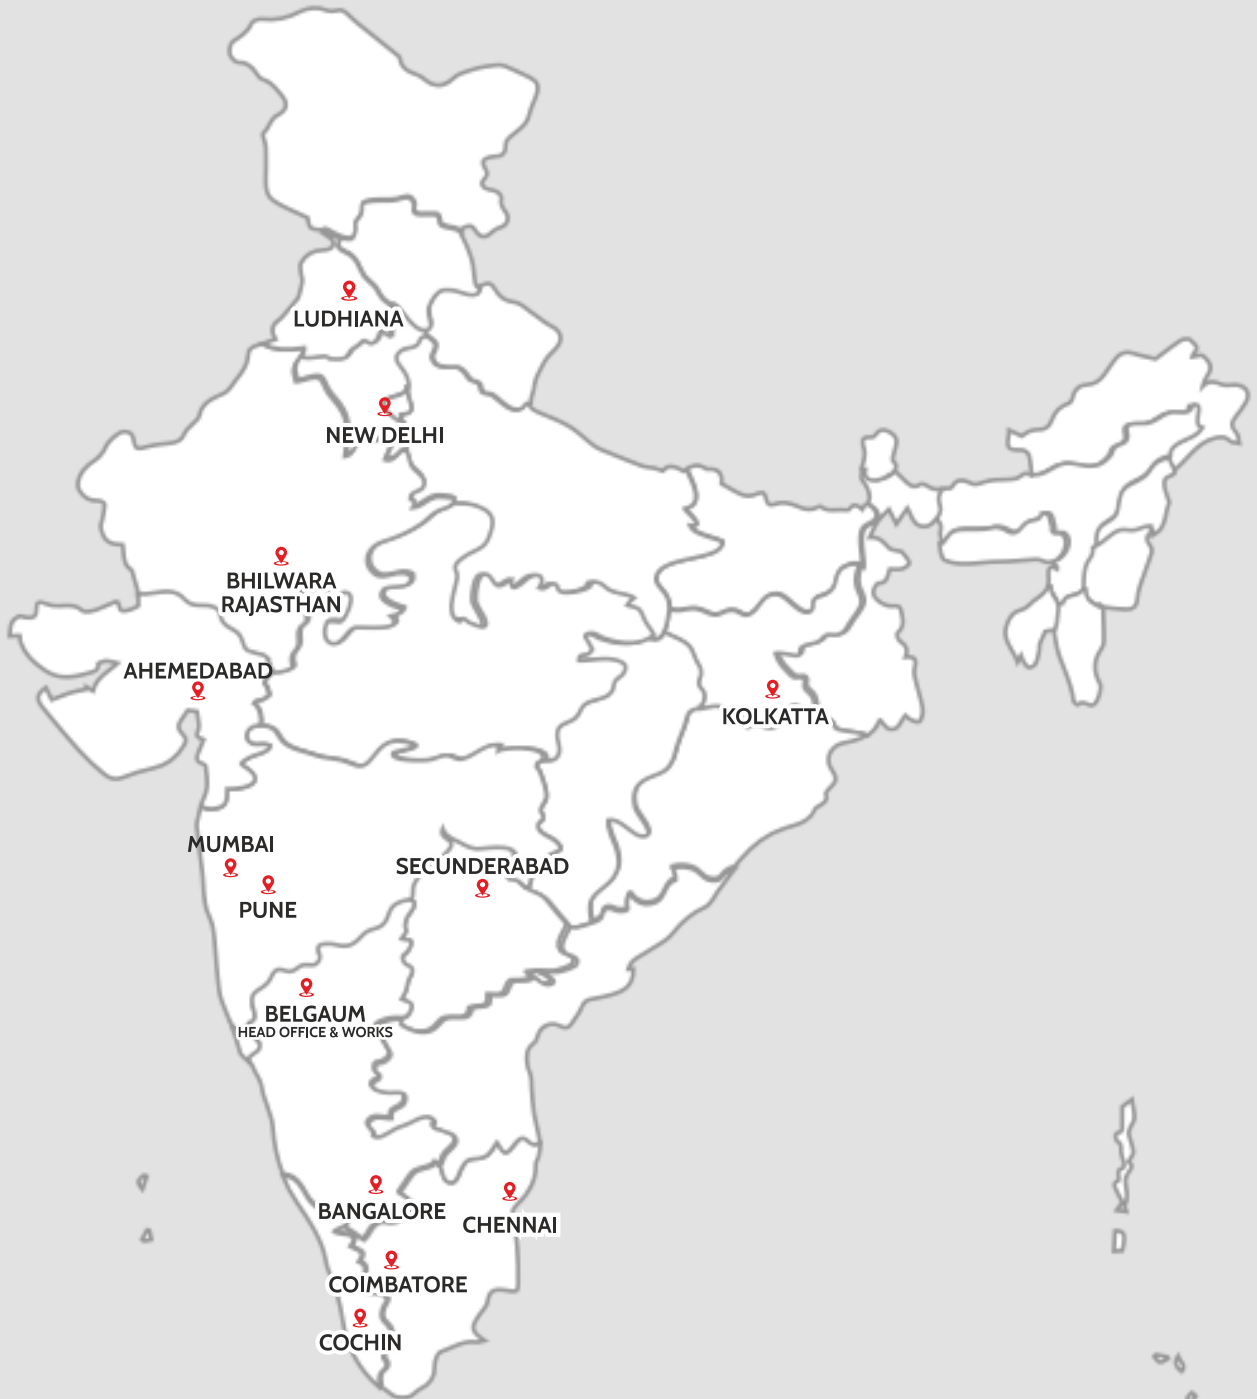 LUDHIANA
NEW DELHI
BHILWARA
RAJASTHAN
AHEMEDABAD
KOLKATTA
MUMBAI
SECUNDERABAD
PUNE
BELGAUM
HEAD OFFICE & WORKS
BANGALORE
CHENNAI
COIMBATORE
COCHIN